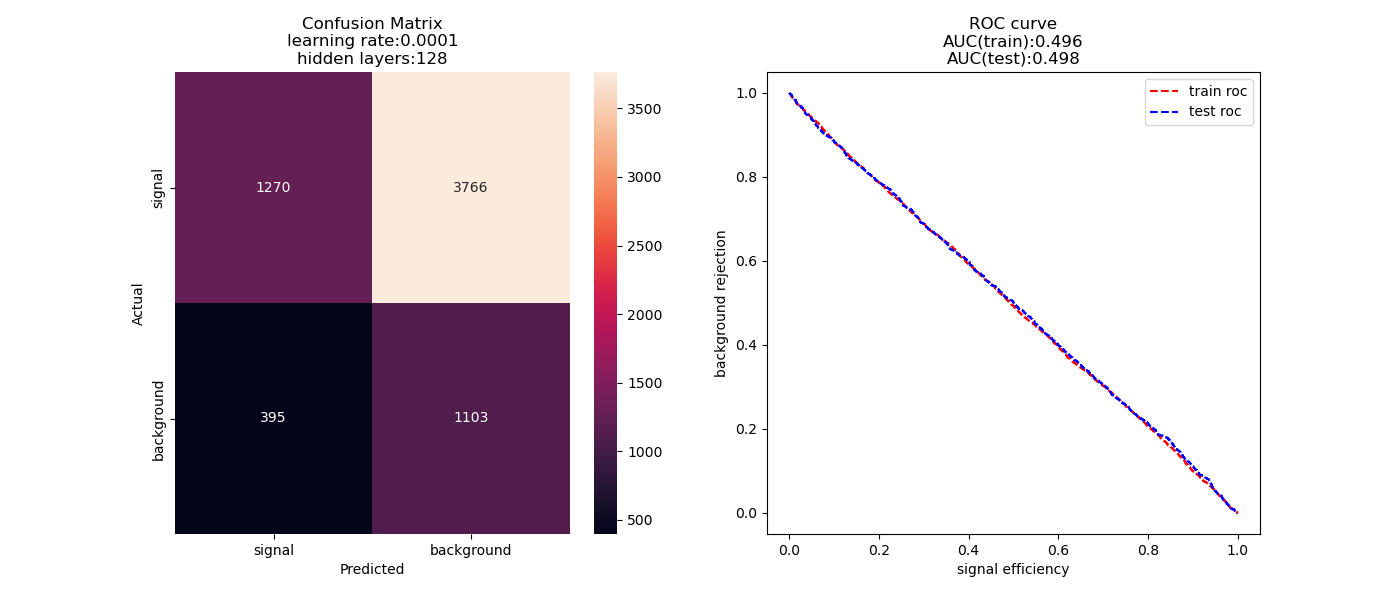 Confusion Matrix
learning rate:0.0001
hidden layers:128
signal
background
Actual
1270
3766
395
1103
signal
background
Predicted
3500
3000
2500
2000
1500
1000
500
ROC curve
AUC(train):0.496
AUC(test):0.498
train roc
test roc
background rejection
1.0
0.8
0.6
0.4
0.2
0.0
0.0
0.2
0.4
0.6
0.8
1.0
signal efficiency